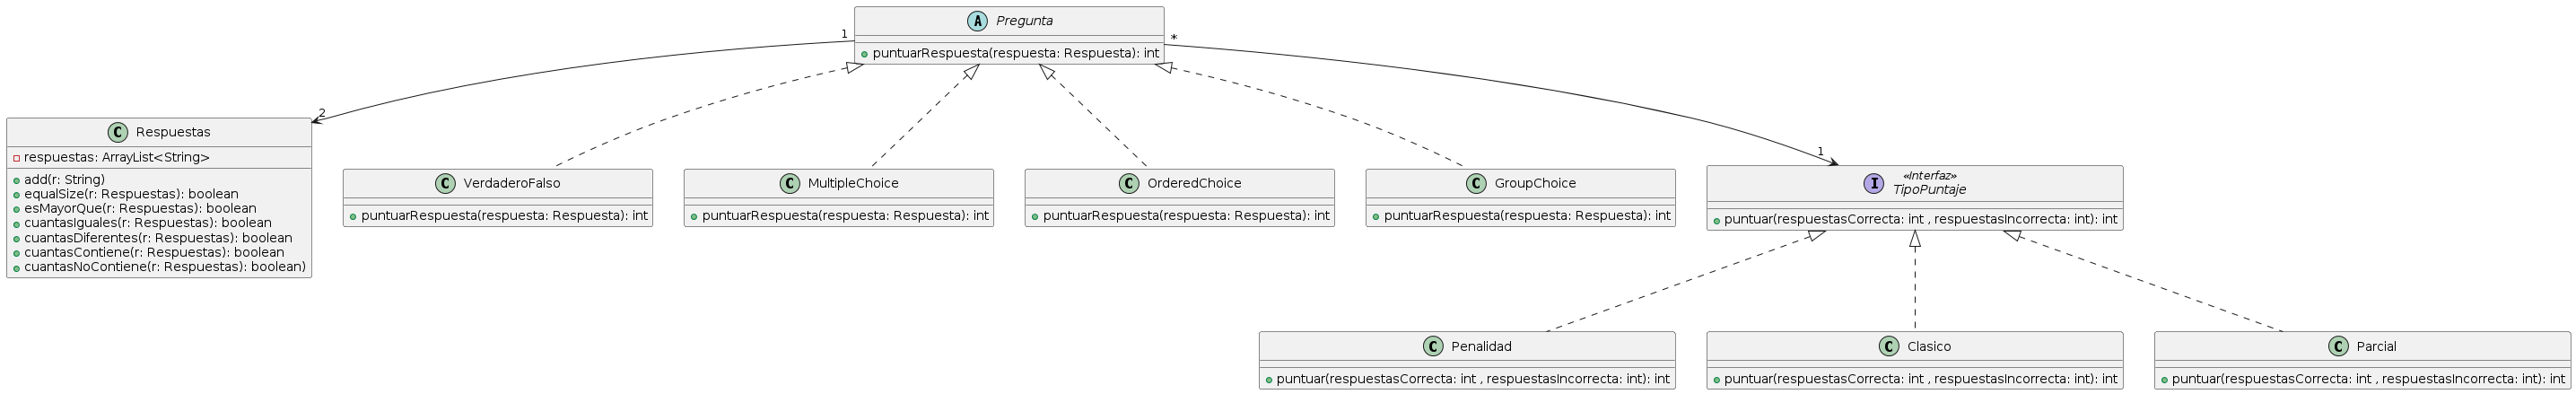 A Pregunta
puntuarRespuesta(respuesta: Respuesta): int
1
*
2
1
C Respuestas
respuestas: ArrayList<String>
add(r: String)
equalSize(r: Respuestas): boolean
esMayorQue(r: Respuestas): boolean
cuantasIguales(r: Respuestas): boolean
cuantasDiferentes(r: Respuestas): boolean
cuantasContiene(r: Respuestas): boolean
cuantasNoContiene(r: Respuestas): boolean)
C VerdaderoFalso
puntuarRespuesta(respuesta: Respuesta): int
C MultipleChoice
puntuarRespuesta(respuesta: Respuesta): int
C OrderedChoice
puntuarRespuesta(respuesta: Respuesta): int
C GroupChoice
puntuarRespuesta(respuesta: Respuesta): int
«Interfaz»
I TipoPuntaje
puntuar(respuestasCorrecta: int , respuestasIncorrecta: int): int
C Penalidad
puntuar(respuestasCorrecta: int , respuestasIncorrecta: int): int
C Clasico
puntuar(respuestasCorrecta: int , respuestasIncorrecta: int): int
C Parcial
puntuar(respuestasCorrecta: int , respuestasIncorrecta: int): int